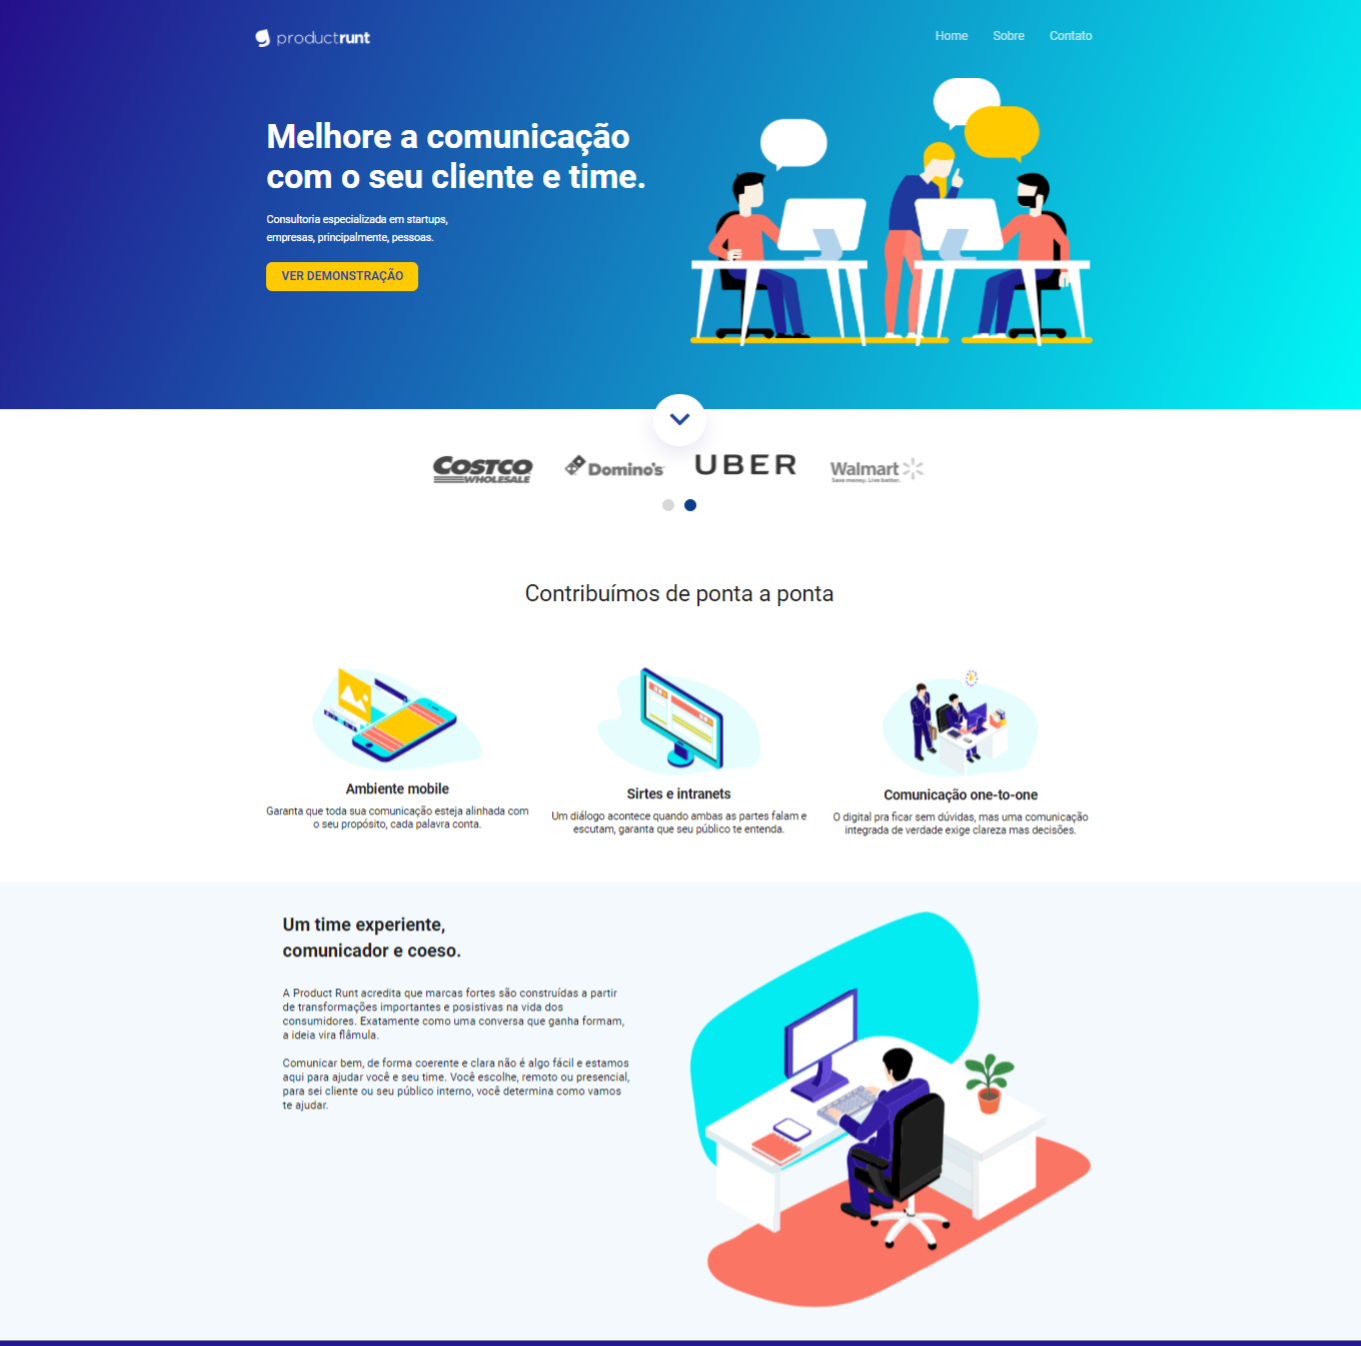 productrunt
Home
Sobre
Contato
Melhore a comunicação
com o seu cliente e time.
Consultoria especializada em startups,
empresas, principalmente, pessoas.
VER DEMONSTRAÇÃO
COSTCO
WHOLESALE
Domino's
UBER
Walmart
Save money. Live better.
Contribuímos de ponta a ponta
Ambiente mobile
Garanta que toda sua comunicação esteja alinhada com
o seu propósito, cada palavra conta.
Sirtes e intranets
Um diálogo acontece quando ambas as partes falam e
escutam, garanta que seu público te entenda.
Comunicação one-to-one
O digital pra ficar sem dúvidas, mas uma comunicação
integrada de verdade exige clareza mas decisões.
Um time experiente,
comunicador e coeso.
A Product Runt acredita que marcas fortes são construídas a partir
de transformações importantes e posistivas na vida dos
consumidores. Exatamente como uma conversa que ganha formam,
a ideia vira flâmula.
Comunicar bem, de forma coerente e clara não é algo fácil e estamos
aqui para ajudar você e seu time. Você escolhe, remoto ou presencial,
para sei cliente ou seu público interno, você determina como vamos
te ajudar.